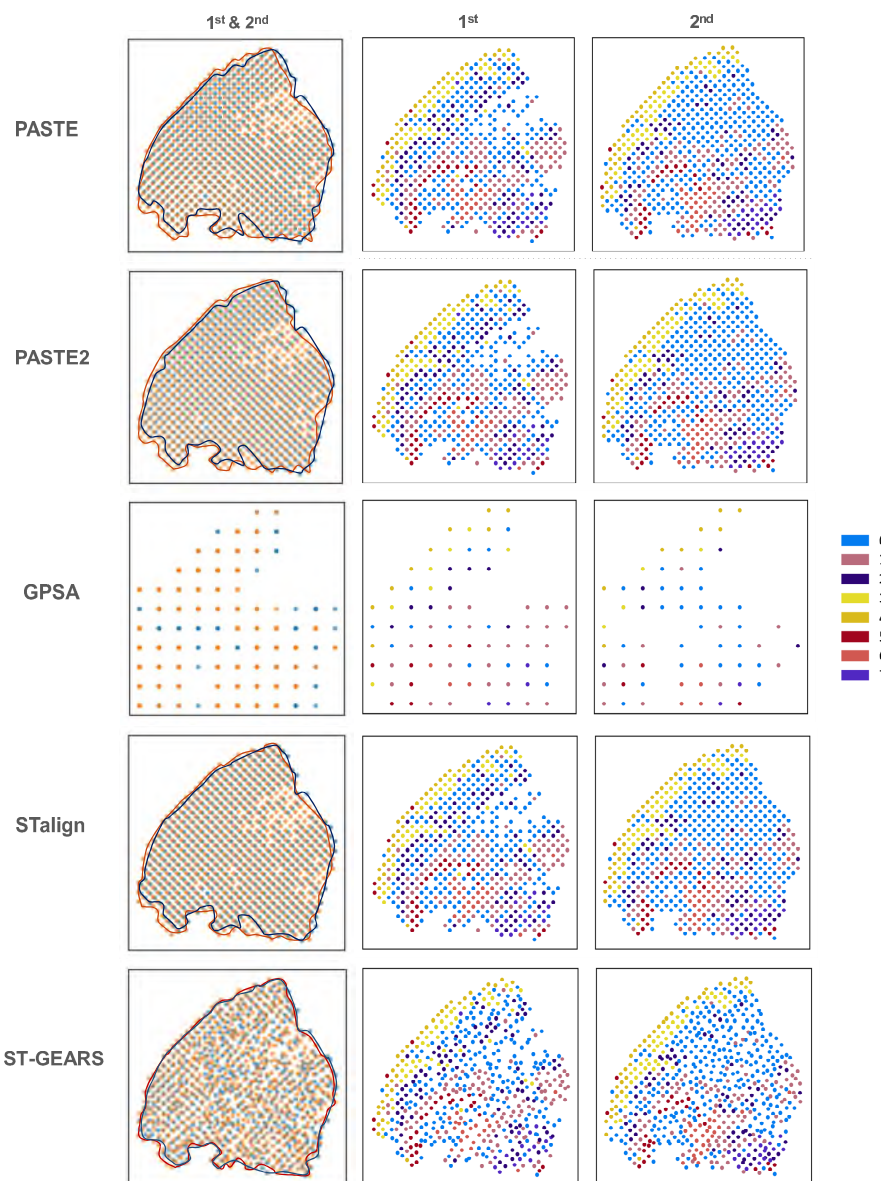 1st & 2nd 1st 2nd
PASTE
PASTE2
GPSA
STalign
ST-GEARS